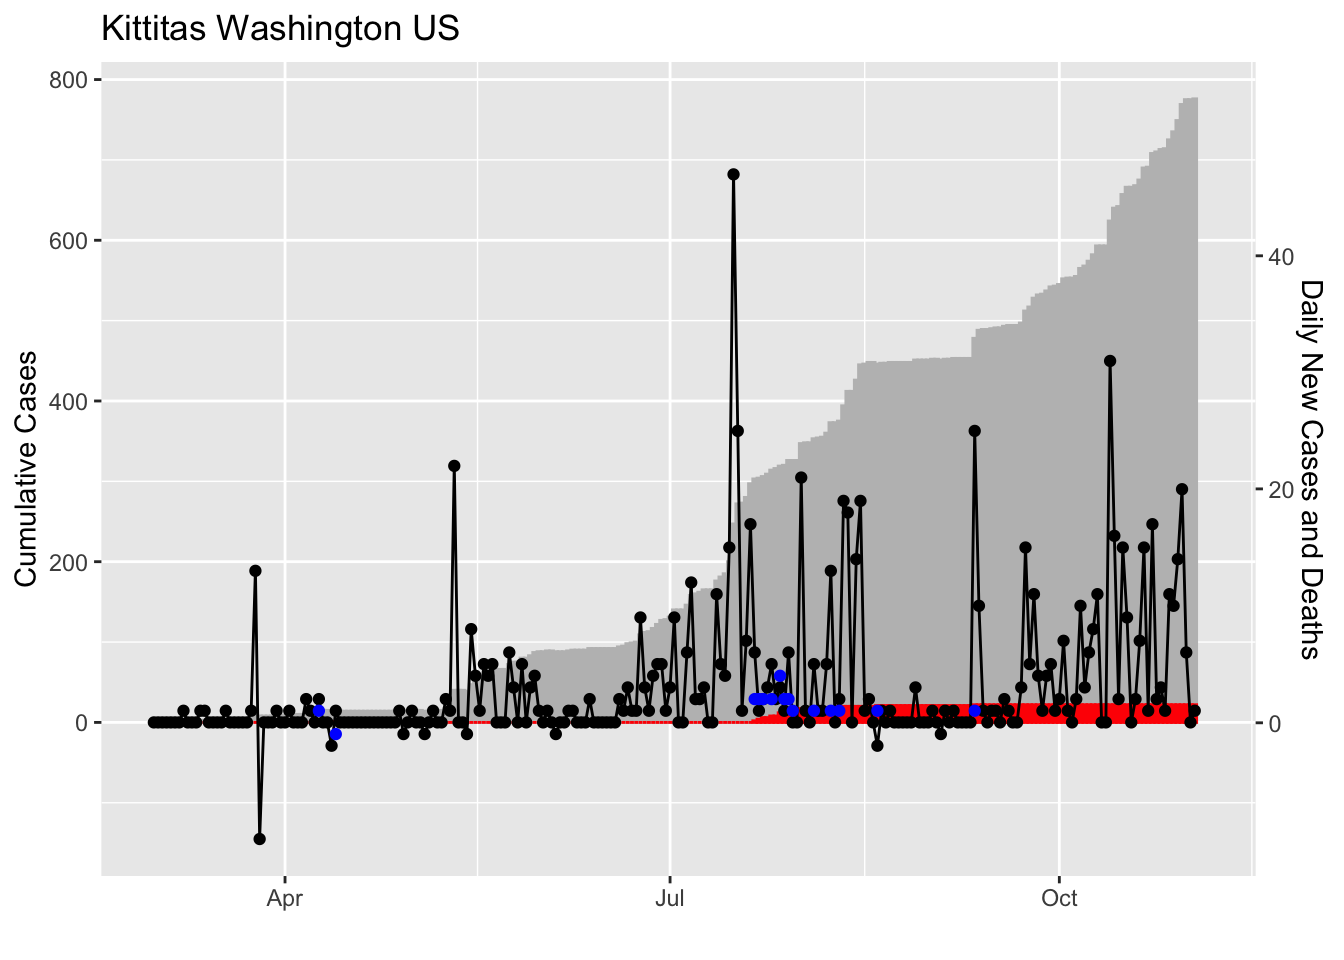 Kittitas Washington US
800
600
400
200
0
Cumulative Cases
40
20
0
Daily New Cases and Deaths
Apr
Jul
Oct